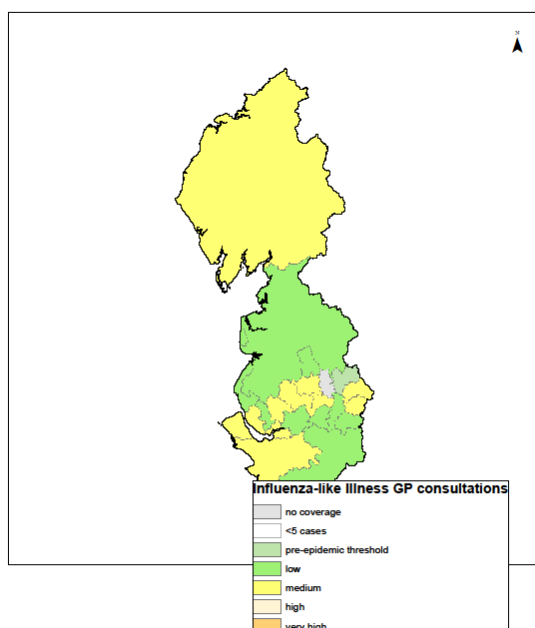 N
Influenza-like Illness GP consultations
no coverage
<5 cases
pre-epidemic threshold
low
medium
high
very high